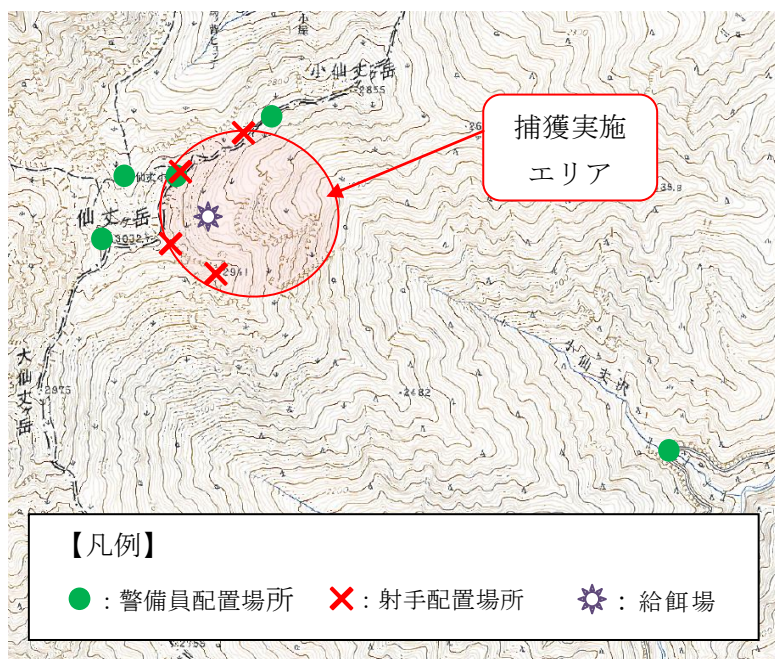 小屋
小仙丈ヶ岳
2855
捕獲実施
エリア
仙丈ヶ岳
2941
大仙丈ヶ岳
2975
小仙丈沢
2482
【凡例】
：警備員配置場所
：射手配置場所
：給餌場